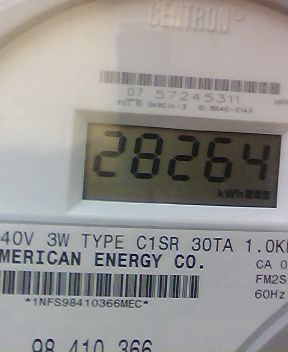 CENTRON®
07 57245311
28264
kWh
40V 3W TYPE C1SR 30TA 1.0K
MERICAN ENERGY CO.
CA 0
FM2S
60Hz
*1NFS98410366MEC*
98 410 366